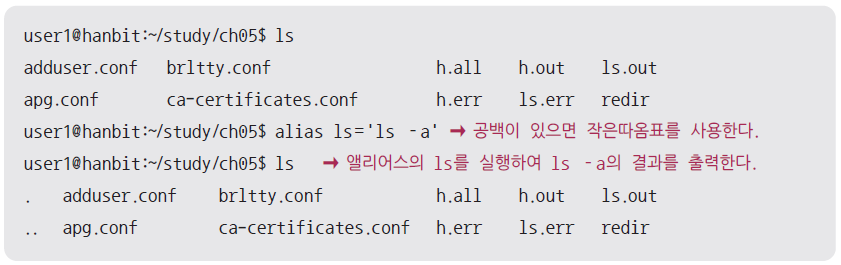 user1@hanbit:~/study/ch05$ ls
adduser.conf brltty.conf h.all h.out ls.out
apg.conf ca-certificates.conf h.err ls.err redir
user1@hanbit:~/study/ch05$ alias ls='ls -a' → 공백이 있으면 작은따옴표를 사용한다.
user1@hanbit:~/study/ch05$ ls → 앨리어스의 ls를 실행하여 ls -a의 결과를 출력한다.
. adduser.conf brltty.conf h.all h.out ls.out
.. apg.conf ca-certificates.conf h.err ls.err redir